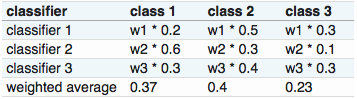 classifier class 1 class 2 class 3
classifier 1 w1 * 0.2 w1 * 0.5 w1 * 0.3
classifier 2 w2 * 0.6 w2 * 0.3 w2 * 0.1
classifier 3 w3 * 0.3 w3 * 0.4 w3 * 0.3
weighted average 0.37 0.4 0.23